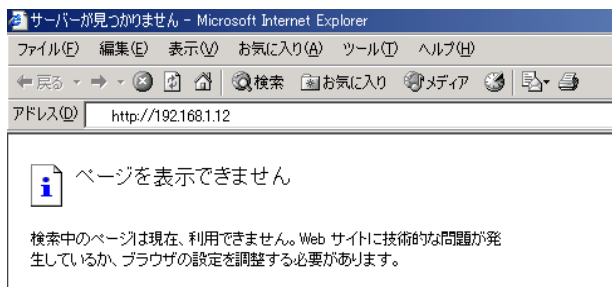 サーバーが見つかりません - Microsoft Internet Explorer
ファイル(F) 編集(E) 表示(V) お気に入り(A) ツール(T) ヘルプ(H)
戻る 検索 お気に入り メディア
アドレス(D) http://192.168.1.12
ページを表示できません
検索中のページは現在、利用できません。Web サイトに技術的な問題が発
生しているか、ブラウザの設定を調整する必要があります。